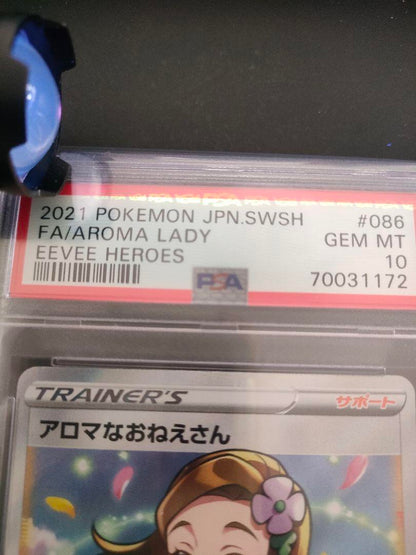 2021 POKEMON JPN.SWSH #086
FA/AROMA LADY GEM MT
EEVEE HEROES 10
PSA 70031172
TRAINER'S サポート
アロマなおねえさん